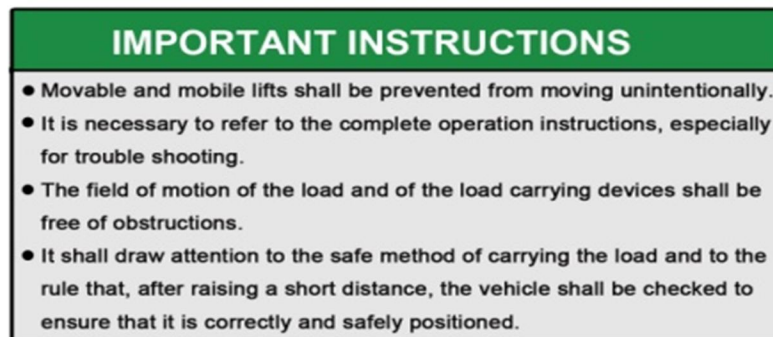 IMPORTANT INSTRUCTIONS
● Movable and mobile lifts shall be prevented from moving unintentionally.
● It is necessary to refer to the complete operation instructions, especially
for trouble shooting.
● The field of motion of the load and of the load carrying devices shall be
free of obstructions.
● It shall draw attention to the safe method of carrying the load and to the
rule that, after raising a short distance, the vehicle shall be checked to
ensure that it is correctly and safely positioned.